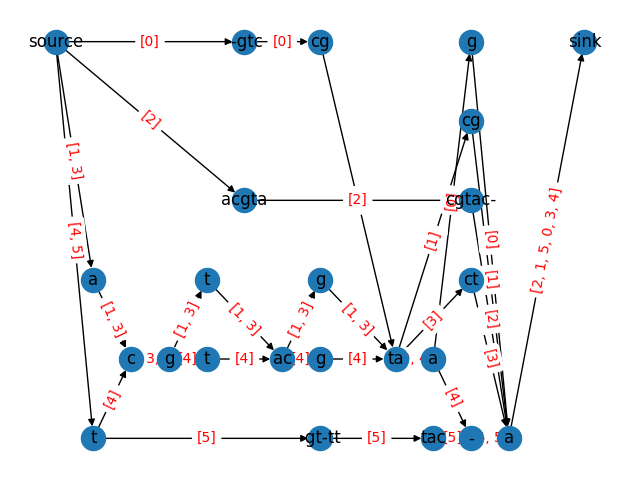 source [0] -gtc [0] cg g sink
cg
[2]
[1, 3]
acgta [2] cgtac-
[4, 5] [1] [0] [2, 1, 5, 0, 3, 4]
[1]
a t g ct
[1, 3] [1, 3] [1, 3] [1, 3] [1, 3] [3] [2]
c 3, g [4] t [4] ac [4] g [4] ta a [3]
[4] [4]
t [5] gt-tt [5] tac [5] - a